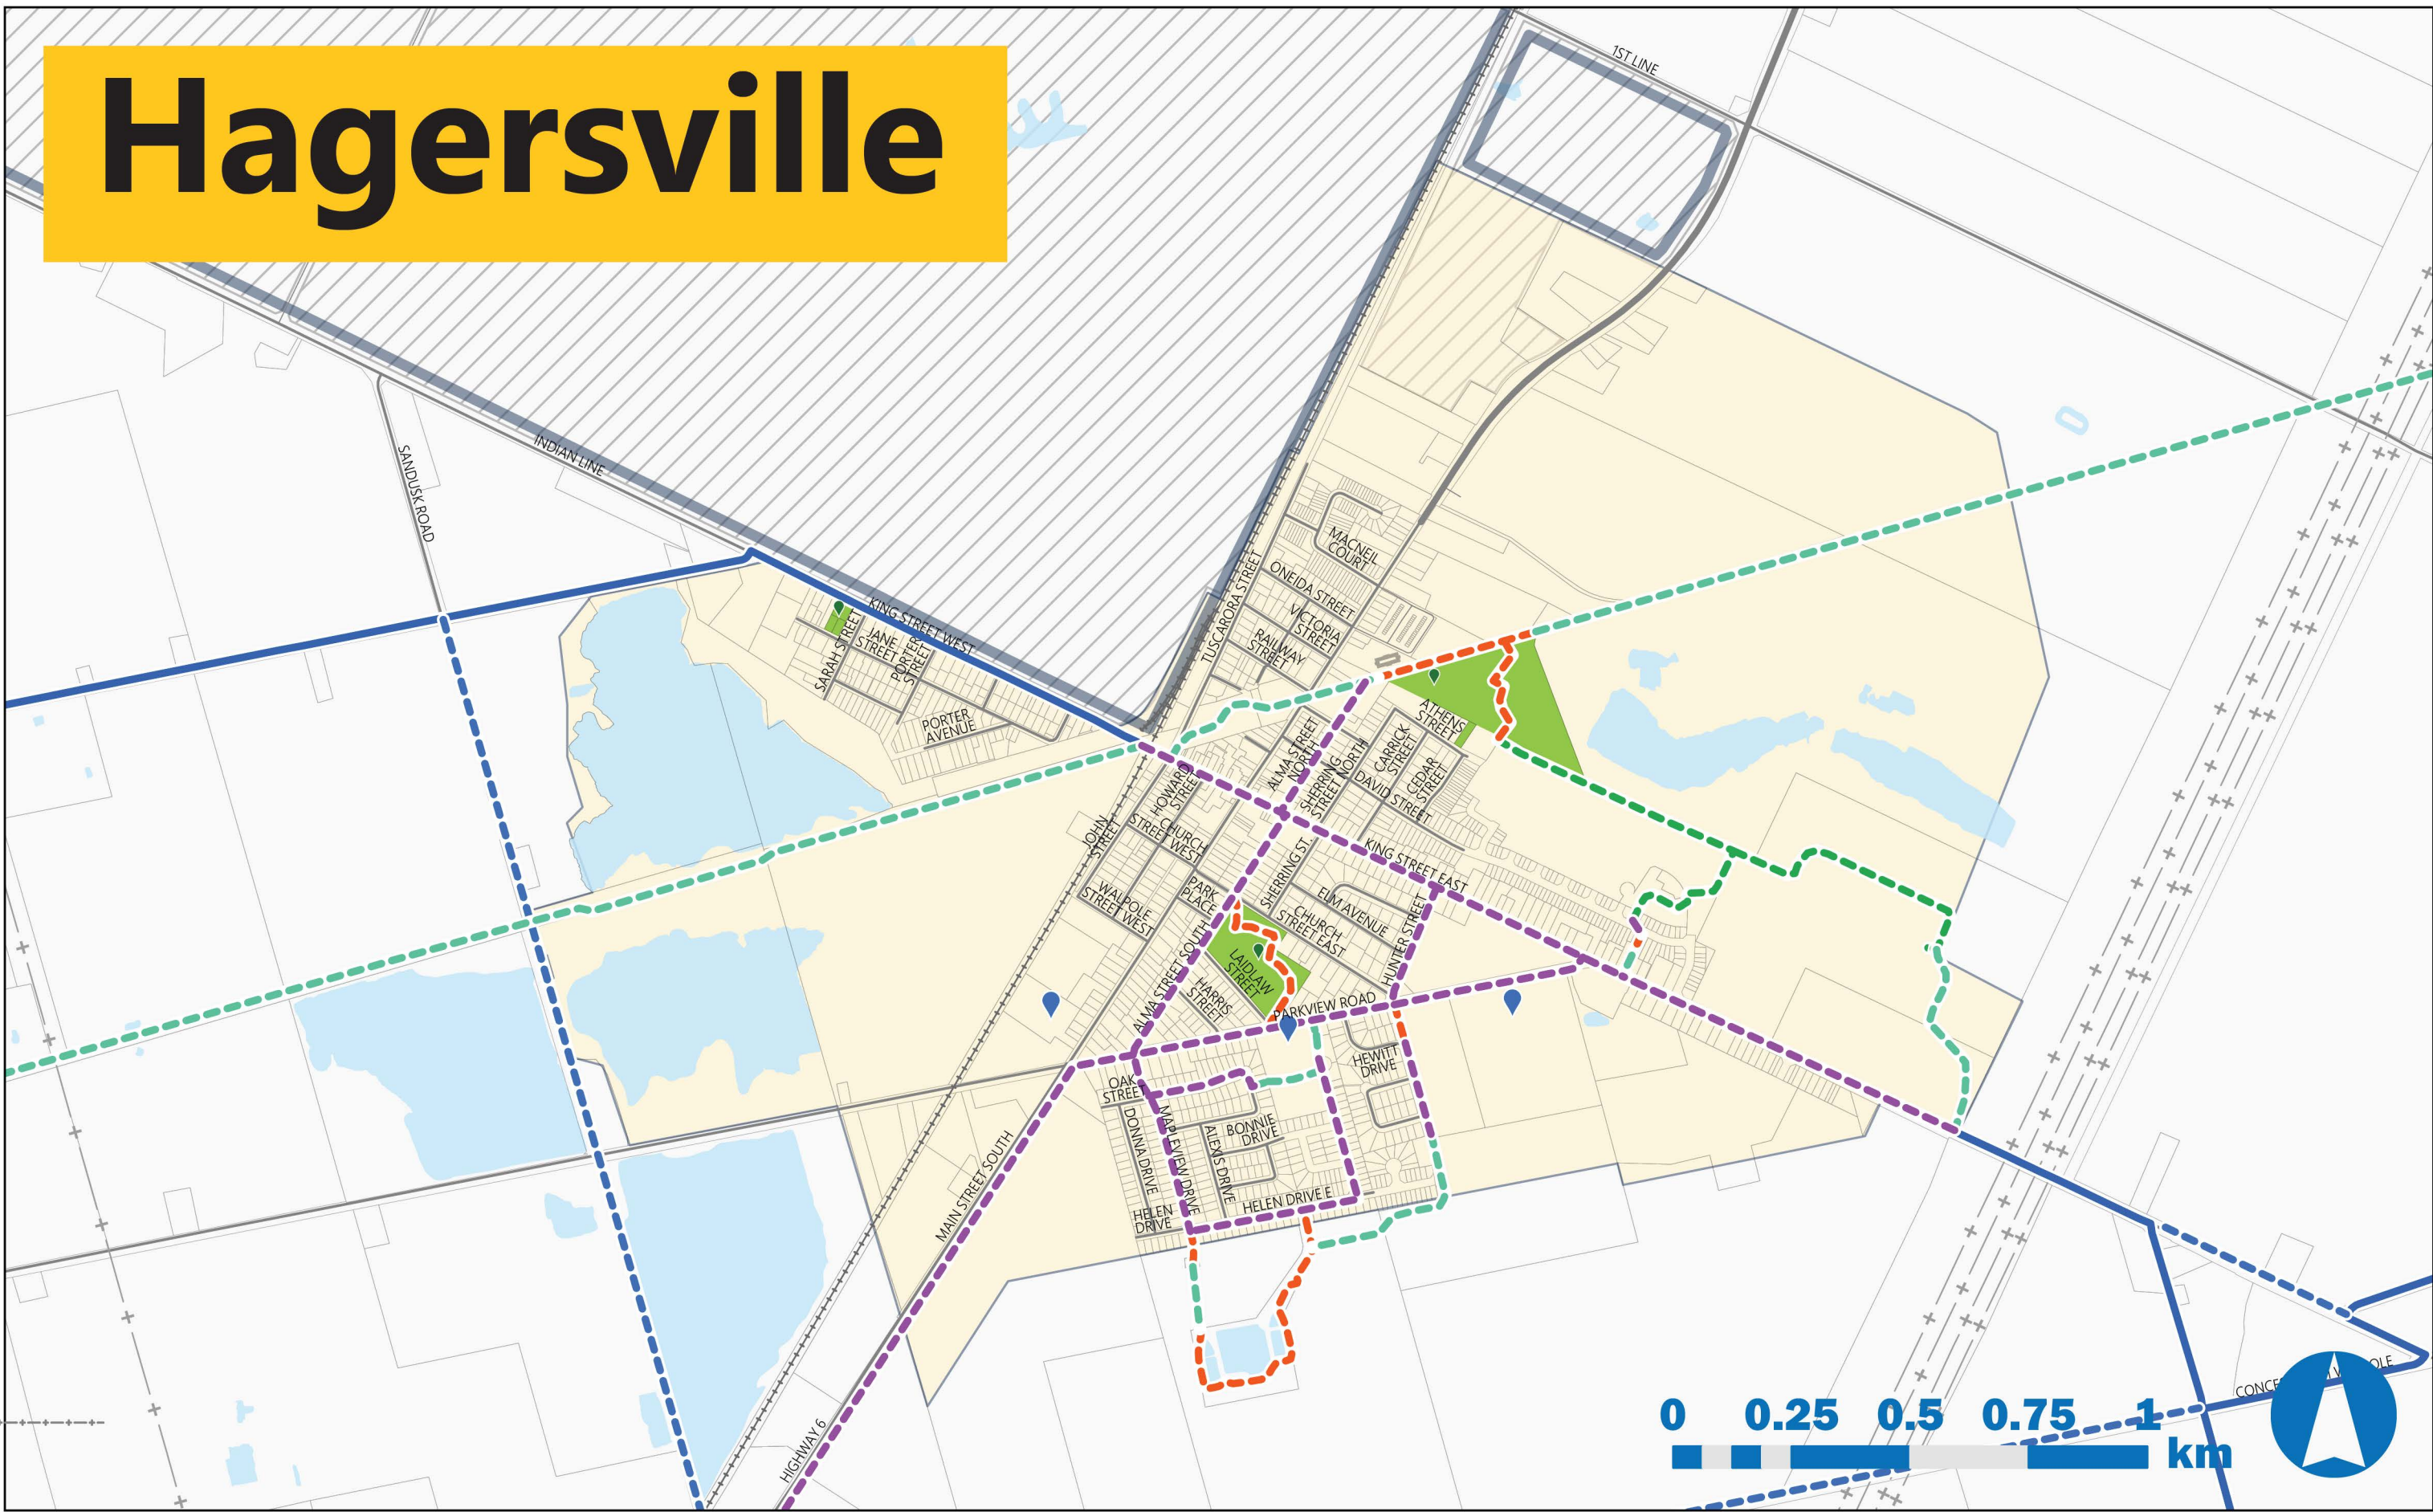 Hagersville
1ST LINE
INDIAN LINE
SANDUSK ROAD
MACNEIL
COURT
ONEIDA STREET
TUSCARORA STREET
VICTORIA
STREET
RAILWAY
STREET
KING STREET WEST
JANE
STREET
SARAH STREET
PORTER
STREET
PORTER
AVENUE
ATHENS
STREET
ALMA STREET
NORTH
CARRICK
STREET
SHERRING
STREET NORTH
CEDAR
STREET
DAVID STREET
HOWARD
STREET
JOHN
STREET
CHURCH
STREET WEST
KING STREET EAST
SHERRING ST.
PARK
PLACE
WALPOLE
STREET WEST
ELM AVENUE
CHURCH
STREET EAST
HUNTER STREET
ALMA STREET SOUTH
LAIDLAW
STREET
HARRIS
STREET
PARKVIEW ROAD
HEWITT
DRIVE
OAK
STREET
BONNIE
DRIVE
DONNA DRIVE
MAPLEVIEW DRIVE
ALEXIS DRIVE
MAIN STREET SOUTH
HELEN DRIVE E
HELEN
DRIVE
HIGHWAY 6
0 0.25 0.5 0.75 1
km